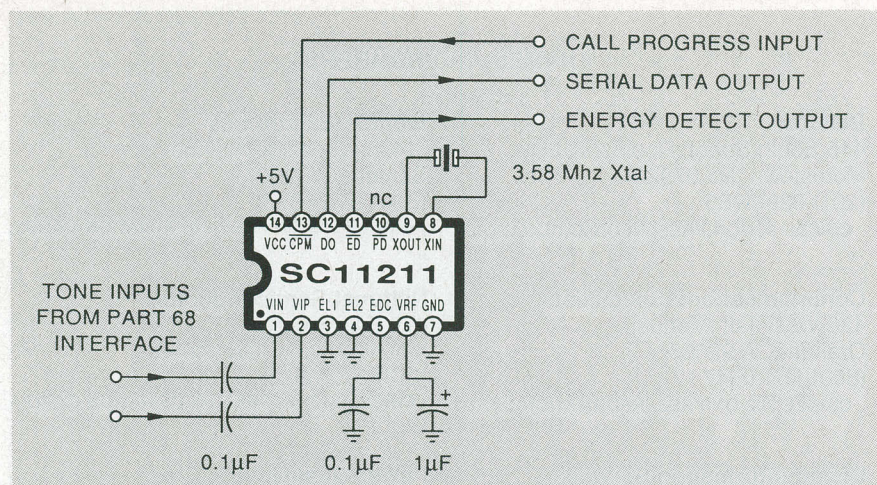 CALL PROGRESS INPUT
SERIAL DATA OUTPUT
ENERGY DETECT OUTPUT
3.58 Mhz Xtal
+5V
nc
14 13 12 11 10 9 8
VCC CPM DO ED PD XOUT XIN
SC11211
VIN VIP EL1 EL2 EDC VRF GND
1 2 3 4 5 6 7
TONE INPUTS
FROM PART 68
INTERFACE
+
0.1µF 0.1µF 1µF